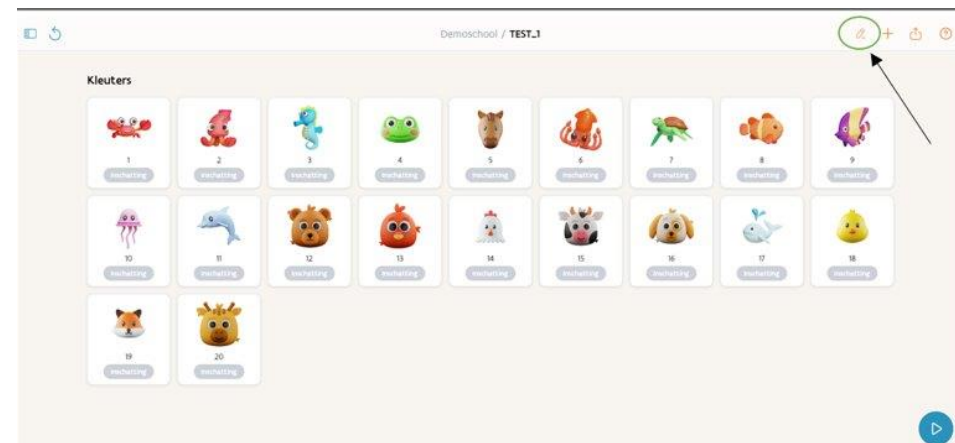 Demoschool / TEST_1
Kleuters
1 2 3 4 5 6 7 8 9
Inschatting Inschatting Inschatting Inschatting Inschatting Inschatting Inschatting Inschatting Inschatting
10 11 12 13 14 15 16 17 18
Inschatting Inschatting Inschatting Inschatting Inschatting Inschatting Inschatting Inschatting Inschatting
19 20
Inschatting Inschatting